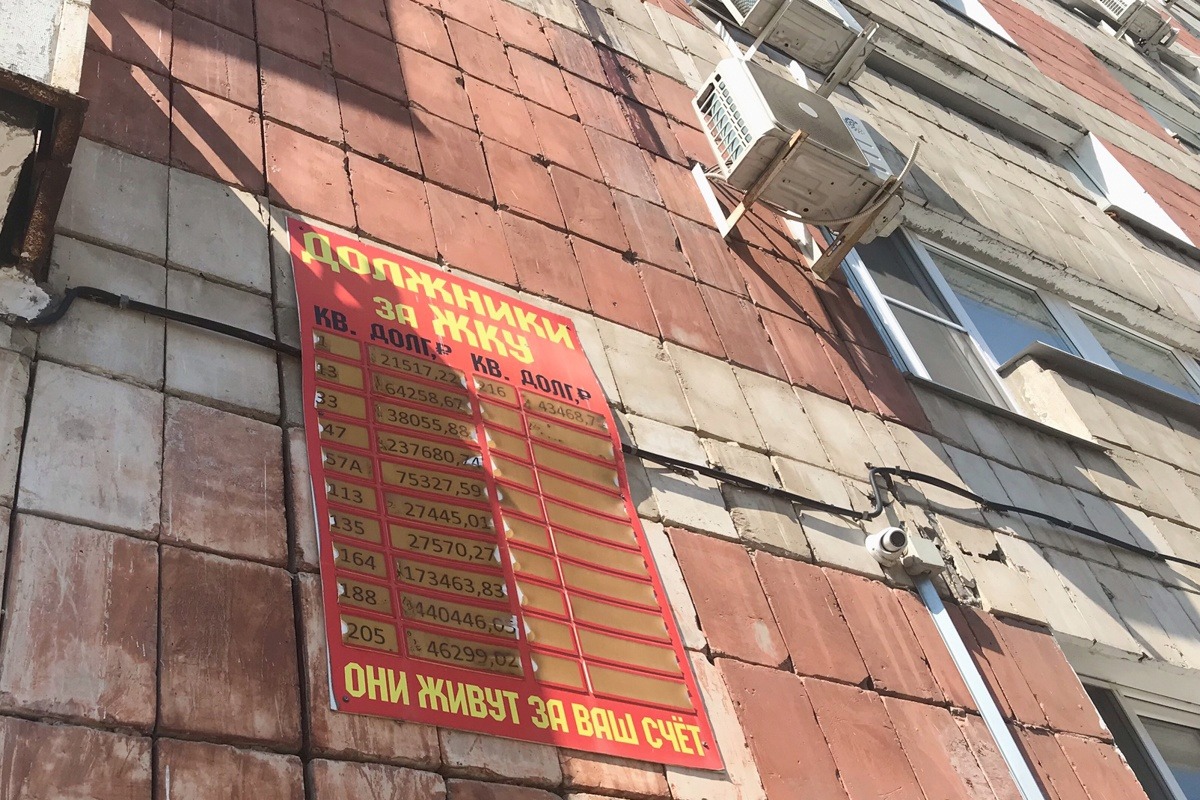 ДОЛЖНИКИ
ЗА ЖКУ
КВ. ДОЛГ,₽ КВ. ДОЛГ,₽
21517,22 216 43468,7
13 64258,67
33 38055,88
47 237680,74
57А 75327,59
113 27445,01
135 27570,27
164 173463,83
188 440446,03
205 46299,02
ОНИ ЖИВУТ ЗА ВАШ СЧЁТ